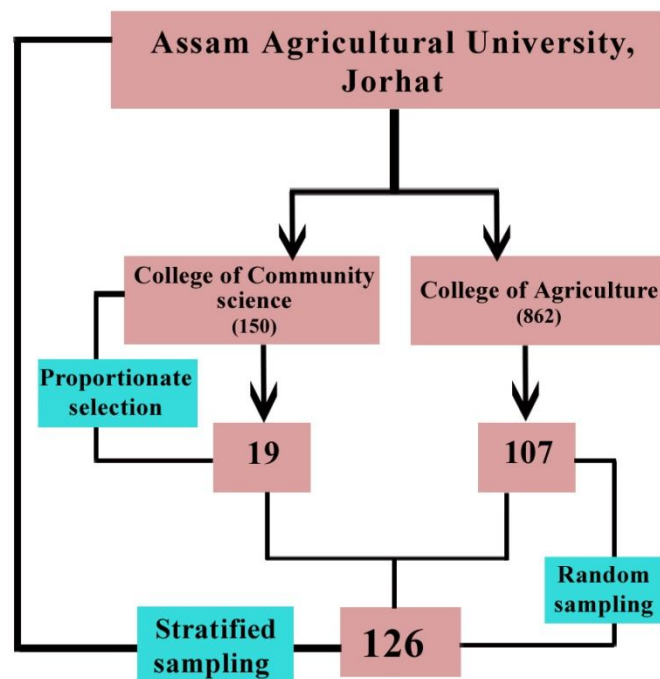 Assam Agricultural University,
Jorhat
College of Community
science
(150)
College of Agriculture
(862)
Proportionate
selection
19
107
Random
sampling
Stratified
sampling
126